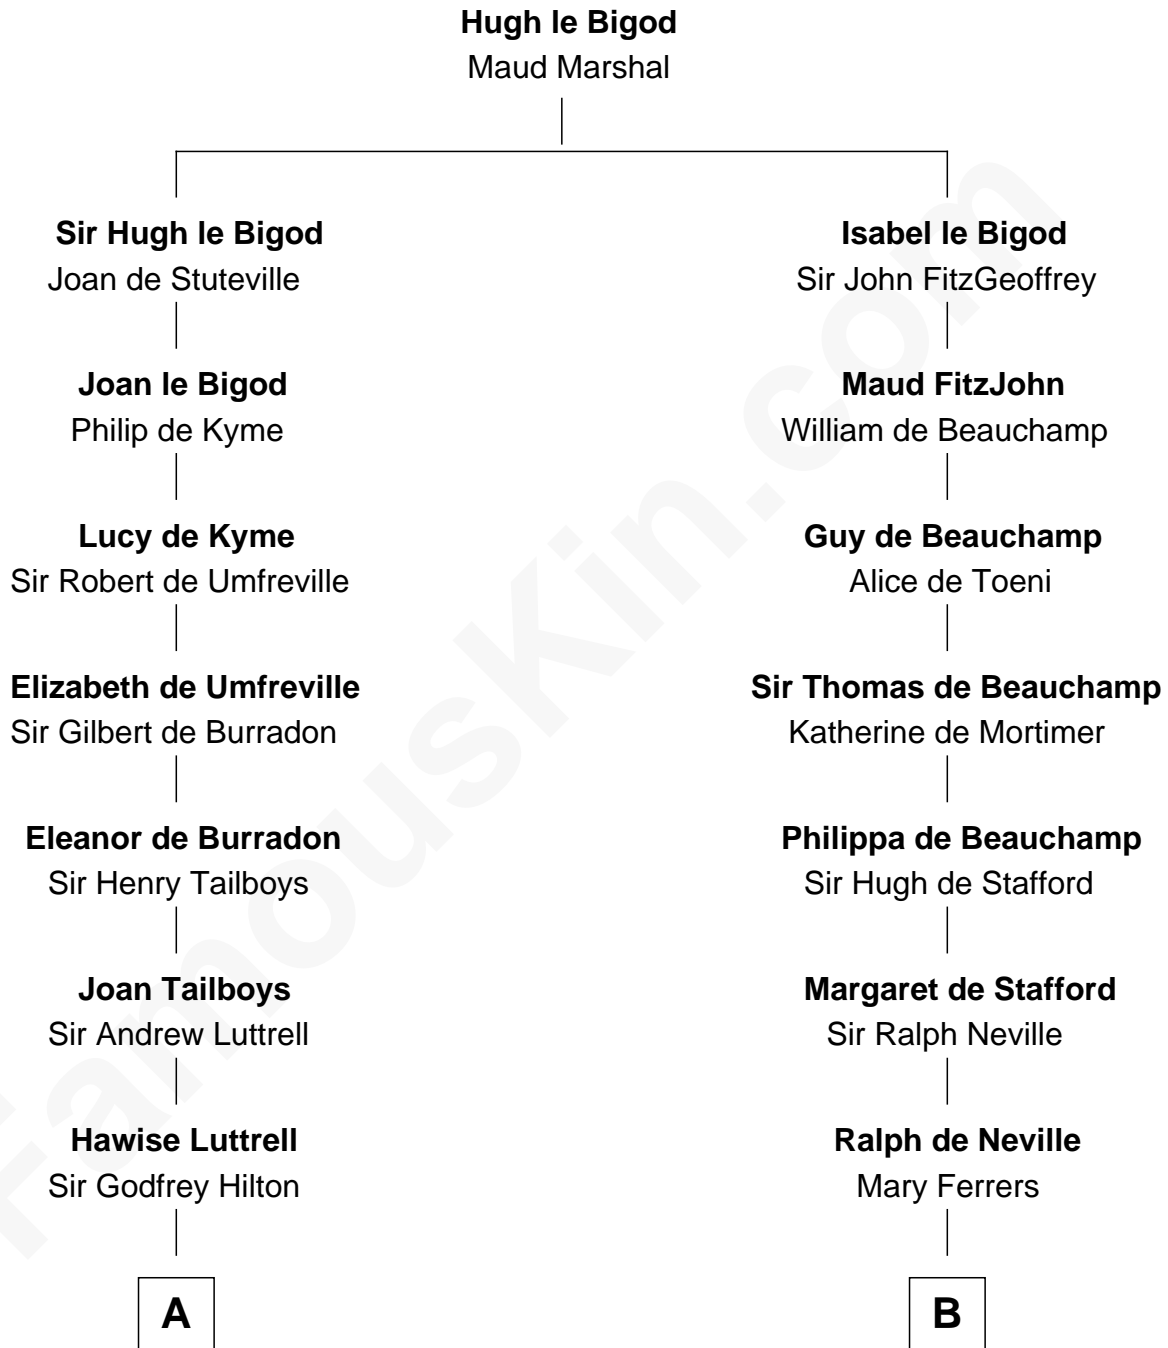 Hugh le Bigod
Maud Marshal
Sir Hugh le Bigod
Joan de Stuteville
Isabel le Bigod
Sir John FitzGeoffrey
Joan le Bigod
Philip de Kyme
Maud FitzJohn
William de Beauchamp
Lucy de Kyme
Sir Robert de Umfreville
Guy de Beauchamp
Alice de Toeni
Elizabeth de Umfreville
Sir Gilbert de Burradon
Sir Thomas de Beauchamp
Katherine de Mortimer
Eleanor de Burradon
Sir Henry Tailboys
Philippa de Beauchamp
Sir Hugh de Stafford
Joan Tailboys
Sir Andrew Luttrell
Margaret de Stafford
Sir Ralph Neville
Hawise Luttrell
Sir Godfrey Hilton
Ralph de Neville
Mary Ferrers
A
B
FamousKin.com